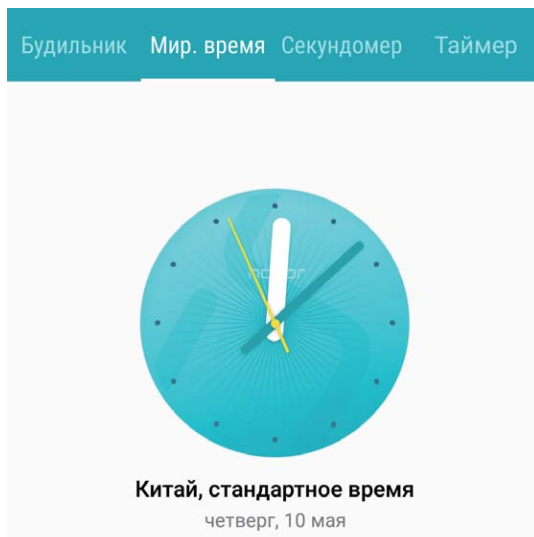 Будильник Мир. время Секундомер Таймер
Китай, стандартное время
четверг, 10 мая